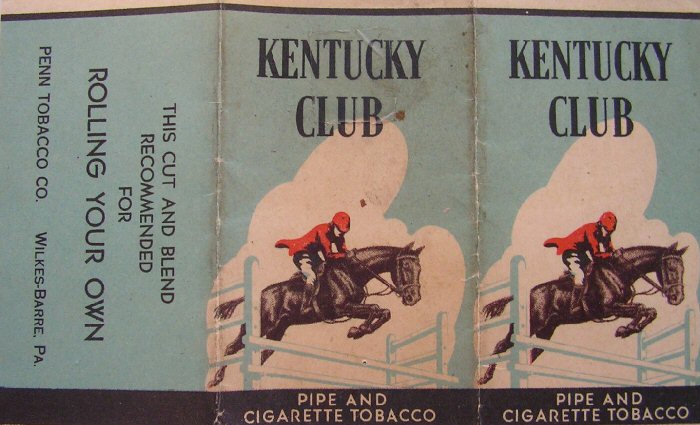 THIS CUT AND BLEND
RECOMMENDED
FOR
ROLLING YOUR OWN
PENN TOBACCO CO. WILKES-BARRE, PA.
KENTUCKY
CLUB
PIPE AND
CIGARETTE TOBACCO
KENTUCKY
CLUB
PIPE AND
CIGARETTE TOBACCO